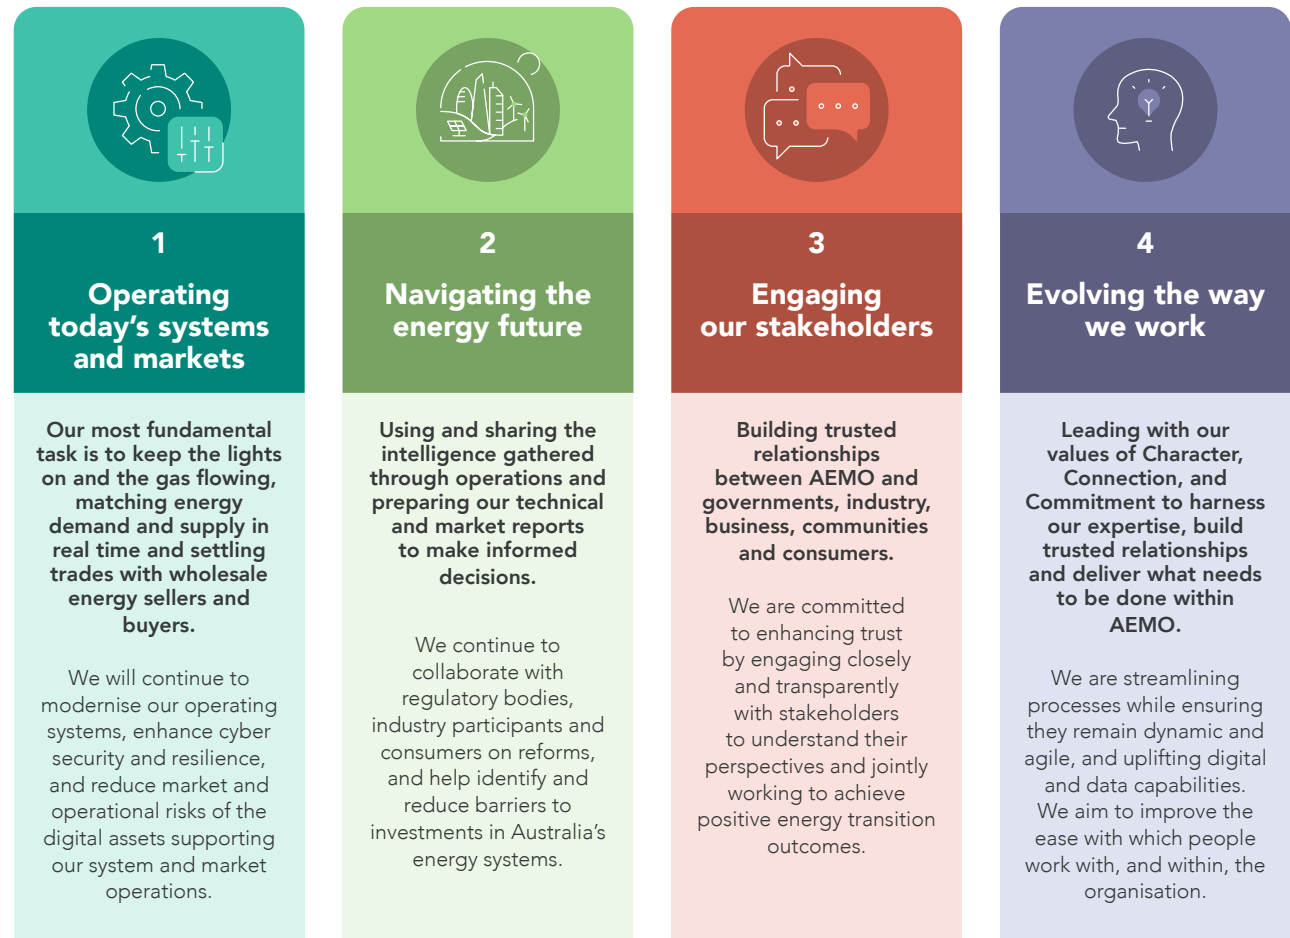 1
Operating
today’s systems
and markets
Our most fundamental
task is to keep the lights
on and the gas flowing,
matching energy
demand and supply in
real time and settling
trades with wholesale
energy sellers and
buyers.
We will continue to
modernise our operating
systems, enhance cyber
security and resilience,
and reduce market and
operational risks of the
digital assets supporting
our system and market
operations.
2
Navigating the
energy future
Using and sharing the
intelligence gathered
through operations and
preparing our technical
and market reports
to make informed
decisions.
We continue to
collaborate with
regulatory bodies,
industry participants and
consumers on reforms,
and help identify and
reduce barriers to
investments in Australia’s
energy systems.
3
Engaging
our stakeholders
Building trusted
relationships
between AEMO and
governments, industry,
business, communities
and consumers.
We are committed
to enhancing trust
by engaging closely
and transparently
with stakeholders
to understand their
perspectives and jointly
working to achieve
positive energy transition
outcomes.
4
Evolving the way
we work
Leading with our
values of Character,
Connection, and
Commitment to harness
our expertise, build
trusted relationships
and deliver what needs
to be done within
AEMO.
We are streamlining
processes while ensuring
they remain dynamic and
agile, and uplifting digital
and data capabilities.
We aim to improve the
ease with which people
work with, and within, the
organisation.